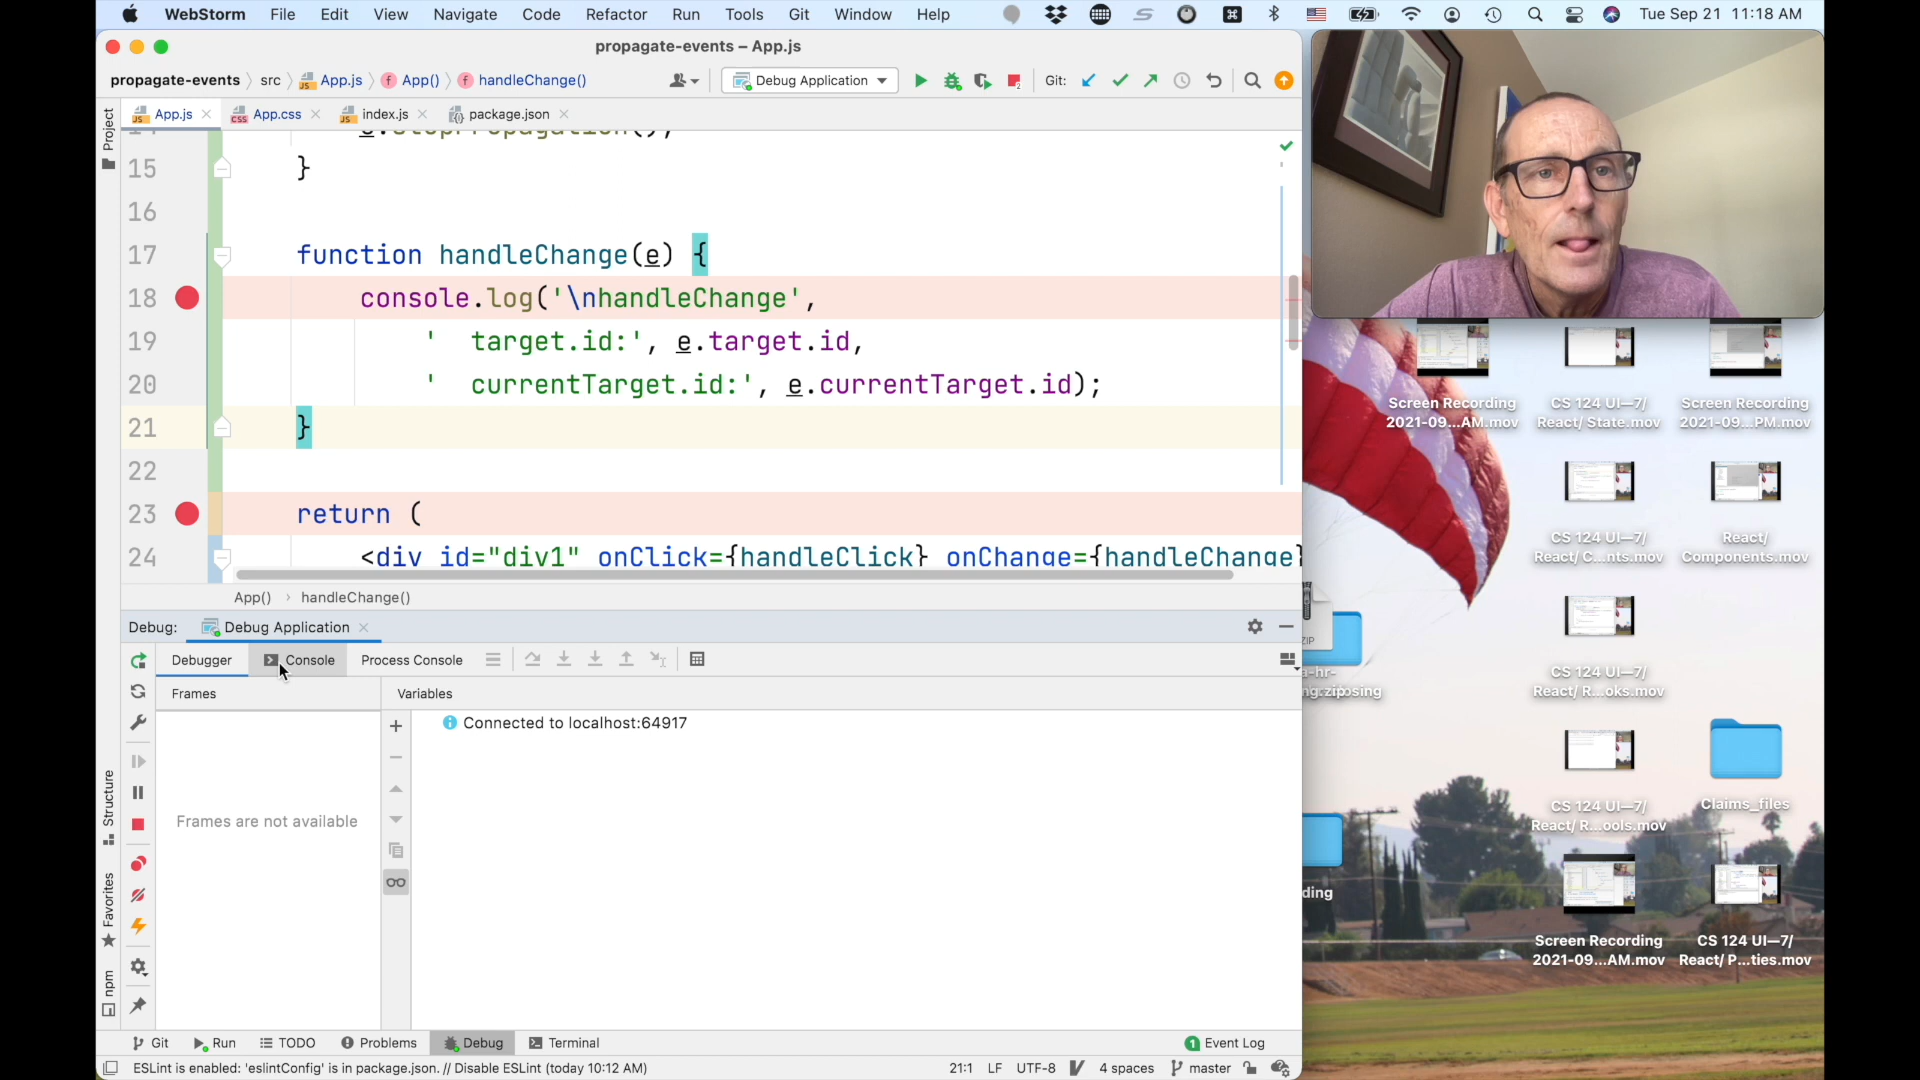 WebStorm File Edit View Navigate Code Refactor Run Tools Git Window Help Tue Sep 21 11:18 AM
propagate-events – App.js
propagate-events src App.js App() handleChange() Debug Application Git:
App.js App.css index.js package.json
Project
14 e.stopPropagation();
15 }
16
17 function handleChange(e) {
18 console.log('\nhandleChange',
19 ' target.id:', e.target.id,
20 ' currentTarget.id:', e.currentTarget.id);
21 }
22
23 return (
24 <div id="div1" onClick={handleClick} onChange={handleChange}
App() handleChange()
Debug: Debug Application
Debugger Console Process Console
Frames Variables
Connected to localhost:64917
Frames are not available
Structure
Favorites
npm
Git Run TODO Problems Debug Terminal 1 Event Log
ESLint is enabled: 'eslintConfig' is in package.json. // Disable ESLint (today 10:12 AM) 21:1 LF UTF-8 4 spaces master
Screen Recording
2021-09...AM.mov
CS 124 UI—7/
React/ State.mov
Screen Recording
2021-09...PM.mov
CS 124 UI—7/
React/ C...nts.mov
React/
Components.mov
ZIP
a-hr-
ng.zip
osing
CS 124 UI—7/
React/ R...oks.mov
CS 124 UI—7/
React/ R...ools.mov
Claims_files
ding
Screen Recording
2021-09...AM.mov
CS 124 UI—7/
React/ P...ties.mov